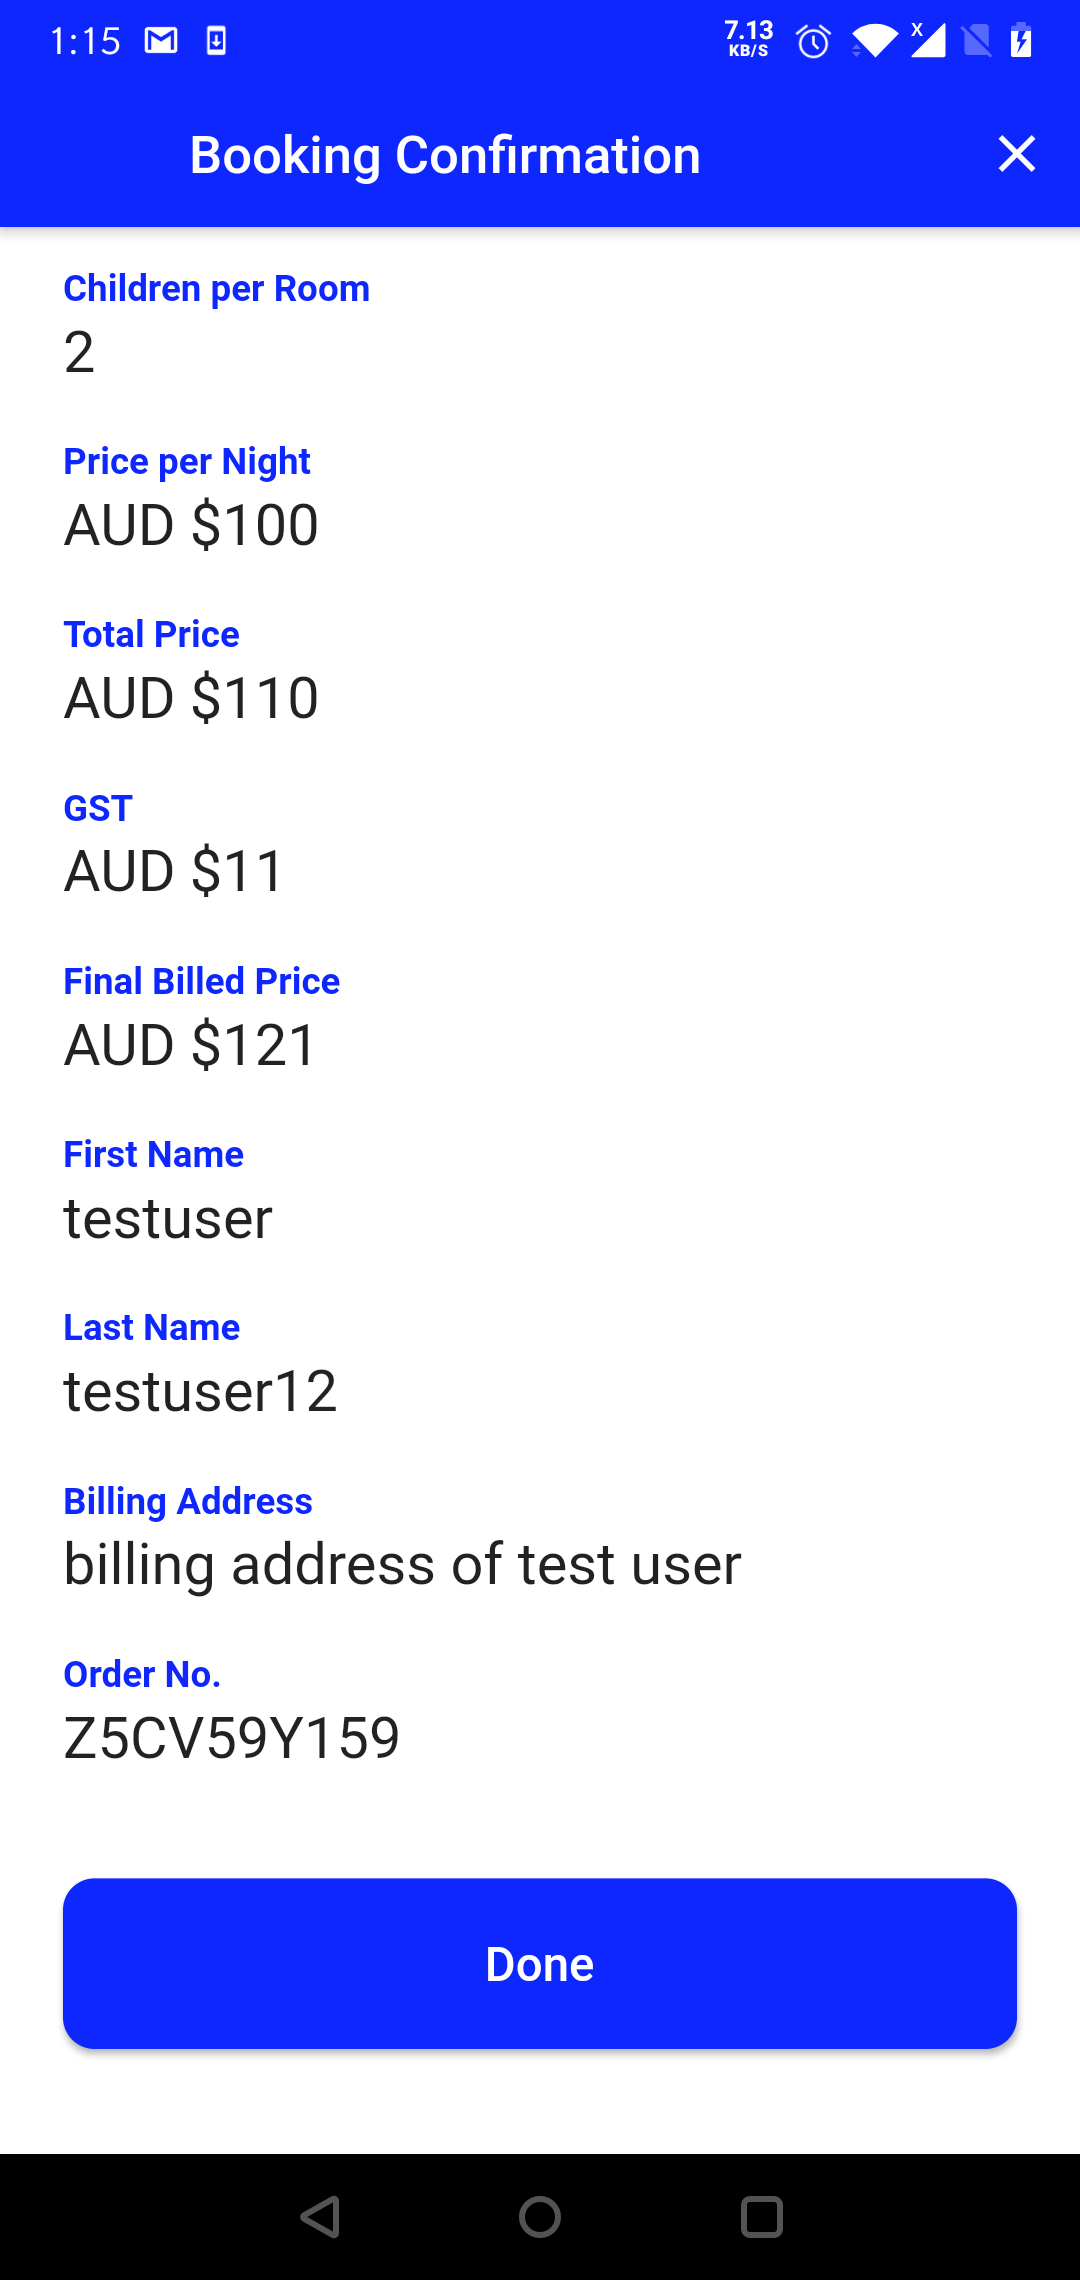 1:15
7.13
KB/S
X
Booking Confirmation
Children per Room
2
Price per Night
AUD $100
Total Price
AUD $110
GST
AUD $11
Final Billed Price
AUD $121
First Name
testuser
Last Name
testuser12
Billing Address
billing address of test user
Order No.
Z5CV59Y159
Done